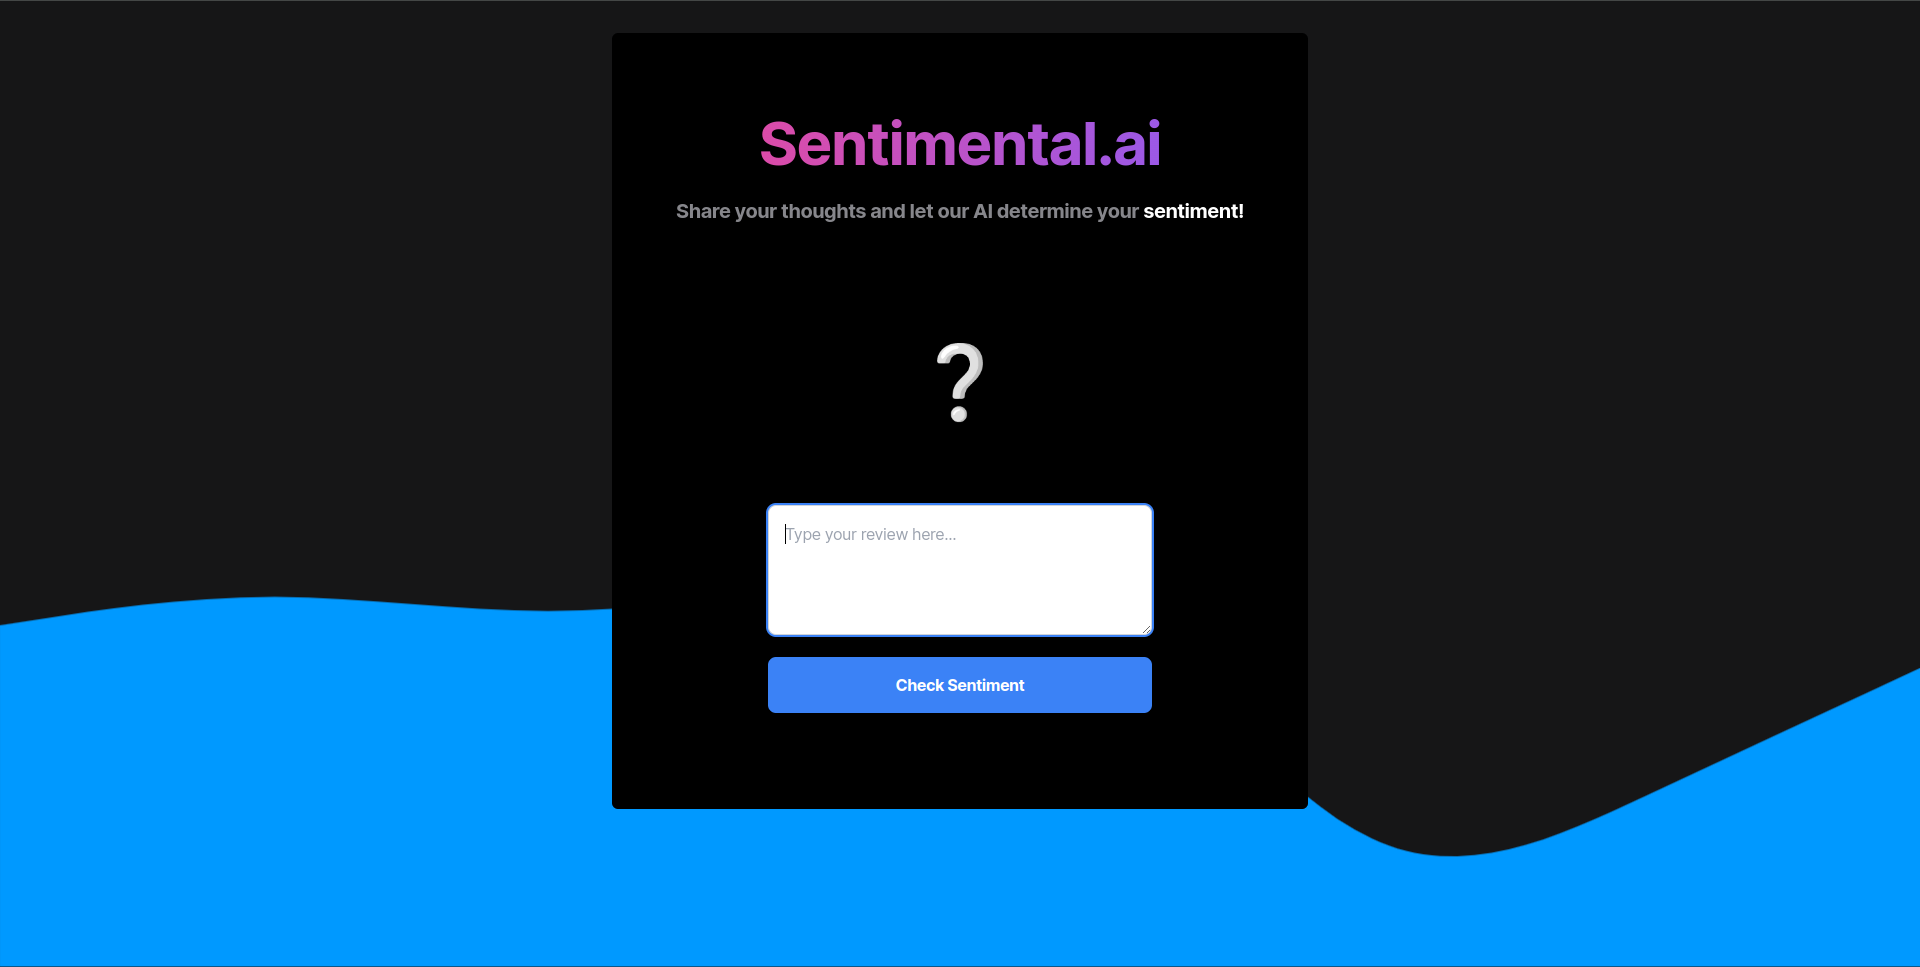 Sentimental.ai
Share your thoughts and let our AI determine your sentiment!
❔
Type your review here...
Check Sentiment